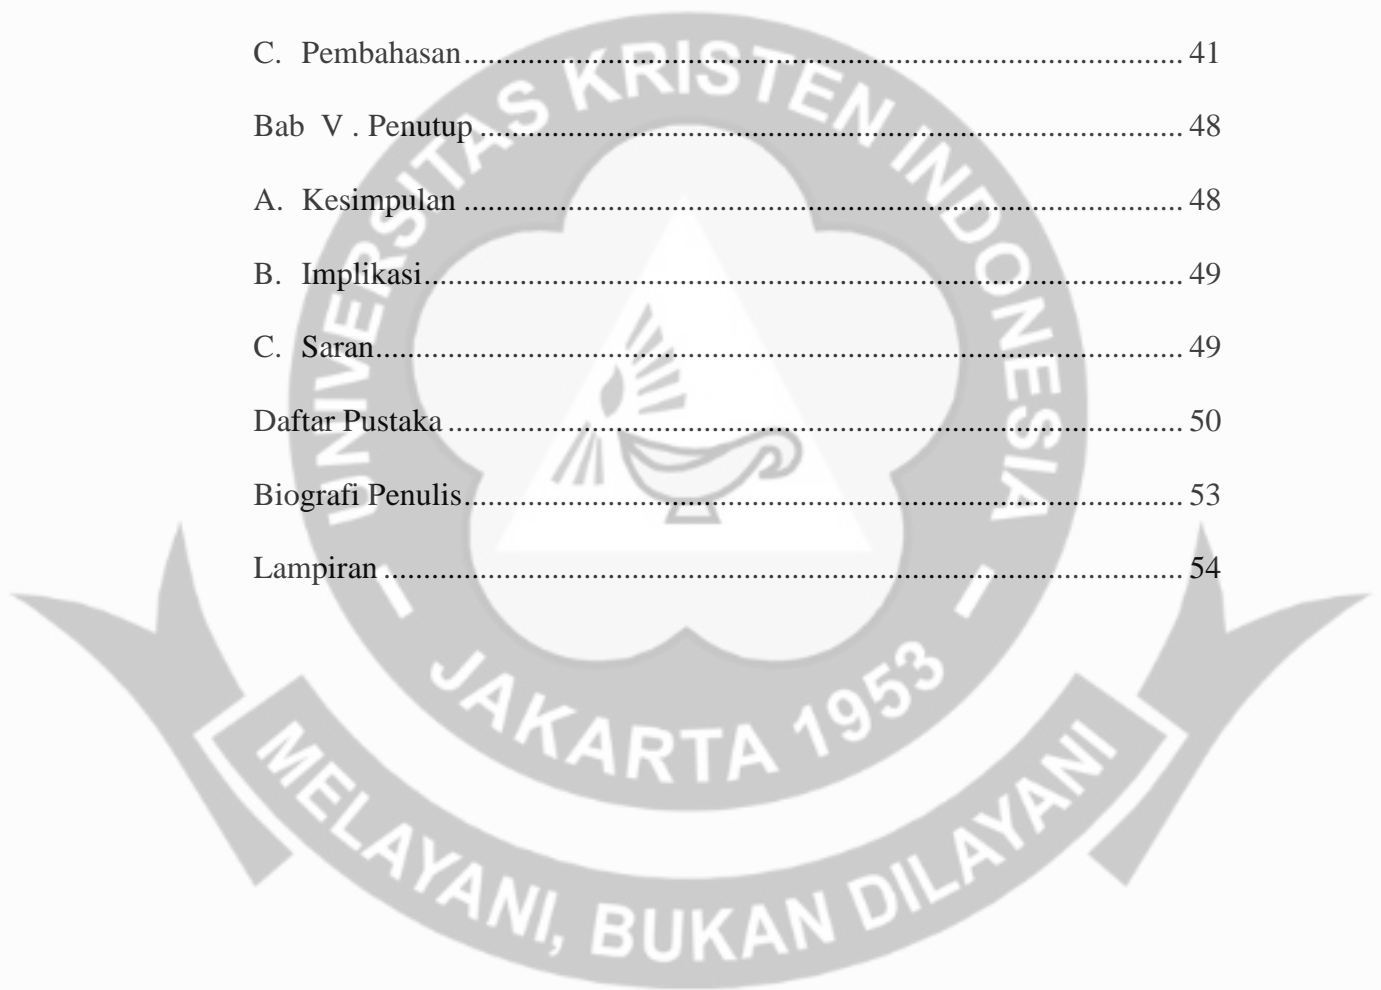 C. Pembahasan........................................................................................... 41
Bab V . Penutup ......................................................................................... 48
A. Kesimpulan ........................................................................................... 48
B. Implikasi................................................................................................ 49
C. Saran...................................................................................................... 49
Daftar Pustaka ............................................................................................. 50
Biografi Penulis........................................................................................... 53
Lampiran ..................................................................................................... 54
UNIVERSITAS KRISTEN INDONESIA
- JAKARTA 1953 -
MELAYANI, BUKAN DILAYANI